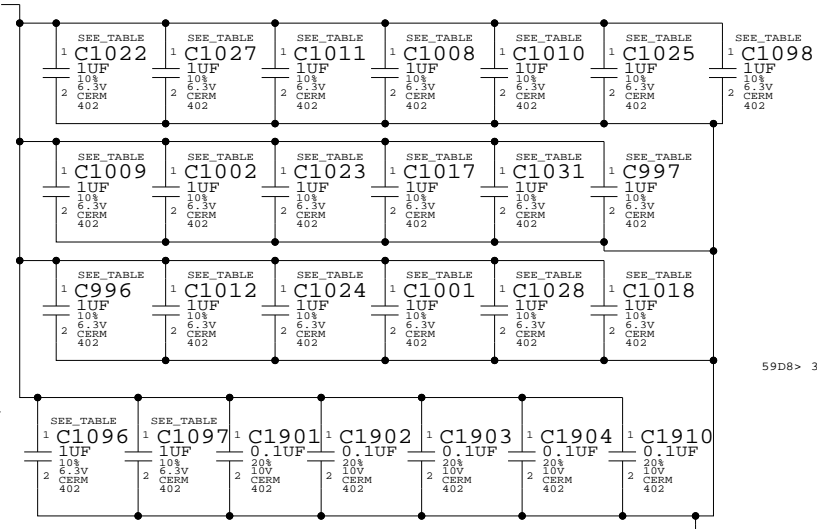 SEE_TABLE SEE_TABLE SEE_TABLE SEE_TABLE SEE_TABLE SEE_TABLE SEE_TABLE
1 C1022 1 C1027 1 C1011 1 C1008 1 C1010 1 C1025 1 C1098
1UF 1UF 1UF 1UF 1UF 1UF 1UF
10% 10% 10% 10% 10% 10% 10%
6.3V 6.3V 6.3V 6.3V 6.3V 6.3V 6.3V
2 CERM 2 CERM 2 CERM 2 CERM 2 CERM 2 CERM 2 CERM
402 402 402 402 402 402 402
SEE_TABLE SEE_TABLE SEE_TABLE SEE_TABLE SEE_TABLE SEE_TABLE
1 C1009 1 C1002 1 C1023 1 C1017 1 C1031 1 C997
1UF 1UF 1UF 1UF 1UF 1UF
10% 10% 10% 10% 10% 10%
6.3V 6.3V 6.3V 6.3V 6.3V 6.3V
2 CERM 2 CERM 2 CERM 2 CERM 2 CERM 2 CERM
402 402 402 402 402 402
SEE_TABLE SEE_TABLE SEE_TABLE SEE_TABLE SEE_TABLE SEE_TABLE
1 C996 1 C1012 1 C1024 1 C1001 1 C1028 1 C1018
1UF 1UF 1UF 1UF 1UF 1UF
10% 10% 10% 10% 10% 10%
6.3V 6.3V 6.3V 6.3V 6.3V 6.3V
2 CERM 2 CERM 2 CERM 2 CERM 2 CERM 2 CERM
402 402 402 402 402 402
59D8> 3
SEE_TABLE SEE_TABLE
1 C1096 1 C1097 1 C1901 1 C1902 1 C1903 1 C1904 1 C1910
1UF 1UF 0.1UF 0.1UF 0.1UF 0.1UF 0.1UF
10% 10% 20% 20% 20% 20% 20%
6.3V 6.3V 10V 10V 10V 10V 10V
2 CERM 2 CERM 2 CERM 2 CERM 2 CERM 2 CERM 2 CERM
402 402 402 402 402 402 402